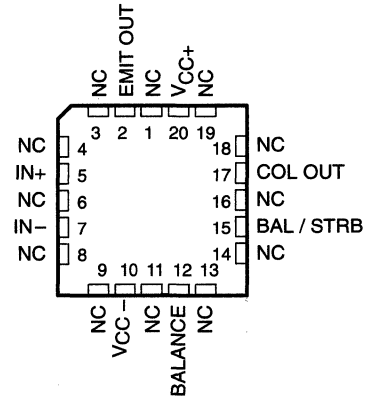 NC
EMIT OUT
NC
VCC+
NC
3 2 1 20 19
NC 4
IN+ 5
NC 6
IN− 7
NC 8
18 NC
17 COL OUT
16 NC
15 BAL / STRB
14 NC
9 10 11 12 13
NC
VCC−
NC
BALANCE
NC